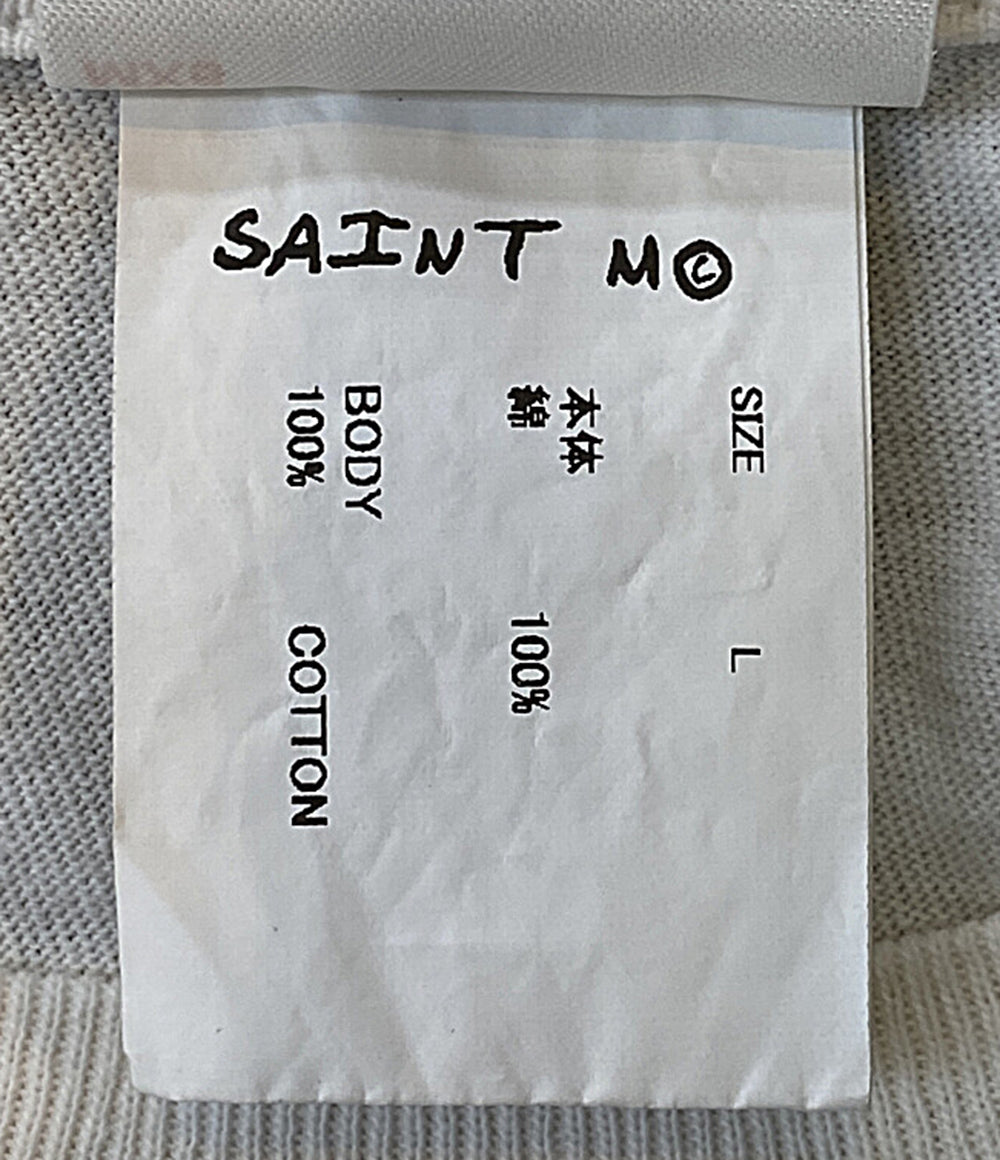 SAINT M©
SIZE L
本体
綿 100%
BODY
100% COTTON